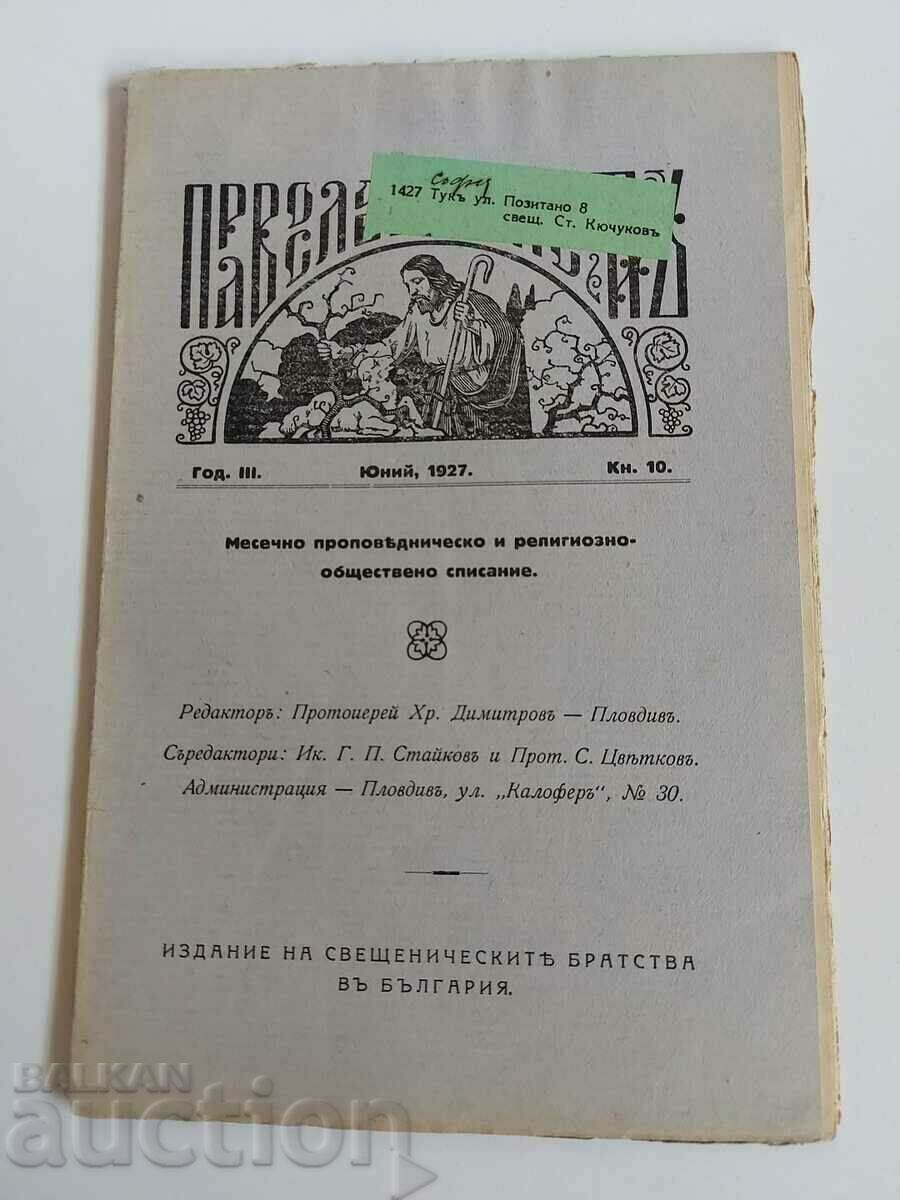 София
1427 Тукъ ул. Позитано 8
свещ. Ст. Кючуковъ
Год. III. Юний, 1927. Кн. 10.
Месечно проповѣдническо и религиозно-
обществено списание.
Редакторъ: Протоиерей Хр. Димитровъ — Пловдивъ.
Съредактори: Ик. Г. П. Стайковъ и Прот. С. Цвѣтковъ.
Администрация — Пловдивъ, ул. „Калоферъ“, № 30.
ИЗДАНИЕ НА СВЕЩЕНИЧЕСКИТѢ БРАТСТВА
ВЪ БЪЛГАРИЯ.
BALKAN
auction